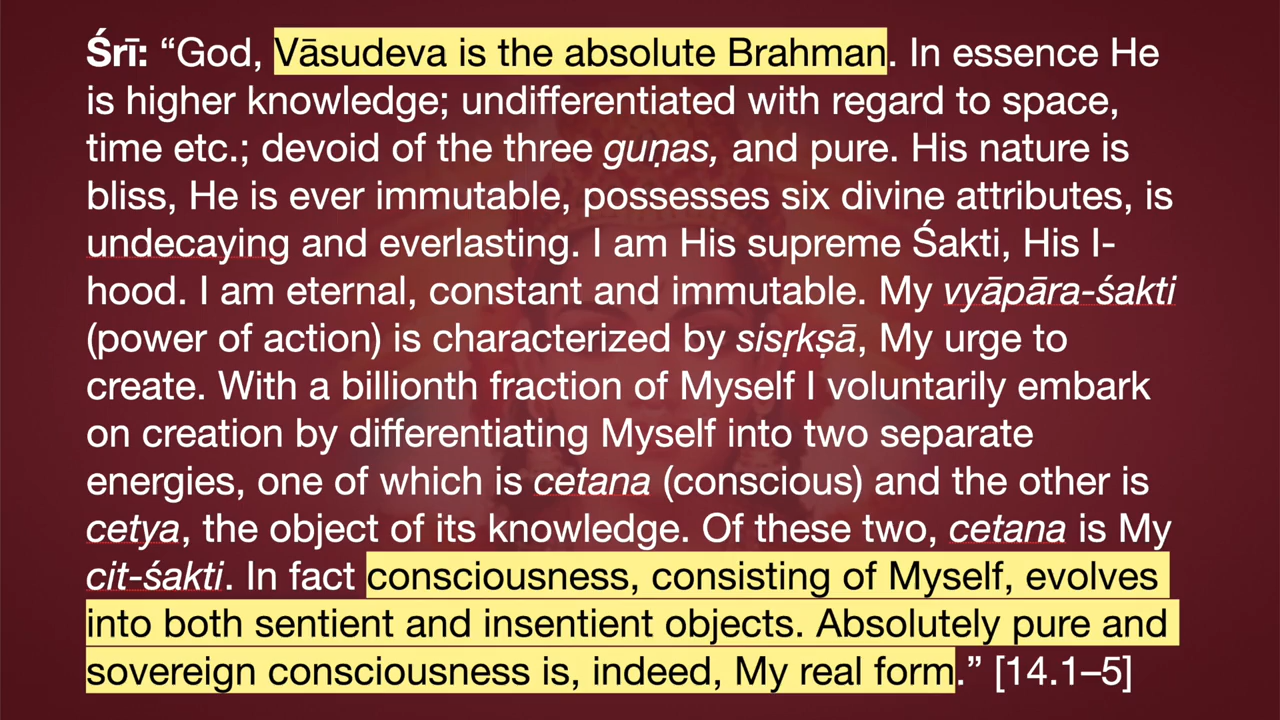 Śrī: “God, Vāsudeva is the absolute Brahman. In essence He
is higher knowledge; undifferentiated with regard to space,
time etc.; devoid of the three guṇas, and pure. His nature is
bliss, He is ever immutable, possesses six divine attributes, is
undecaying and everlasting. I am His supreme Śakti, His I-
hood. I am eternal, constant and immutable. My vyāpāra-śakti
(power of action) is characterized by sisṛkṣā, My urge to
create. With a billionth fraction of Myself I voluntarily embark
on creation by differentiating Myself into two separate
energies, one of which is cetana (conscious) and the other is
cetya, the object of its knowledge. Of these two, cetana is My
cit-śakti. In fact consciousness, consisting of Myself, evolves
into both sentient and insentient objects. Absolutely pure and
sovereign consciousness is, indeed, My real form.” [14.1–5]